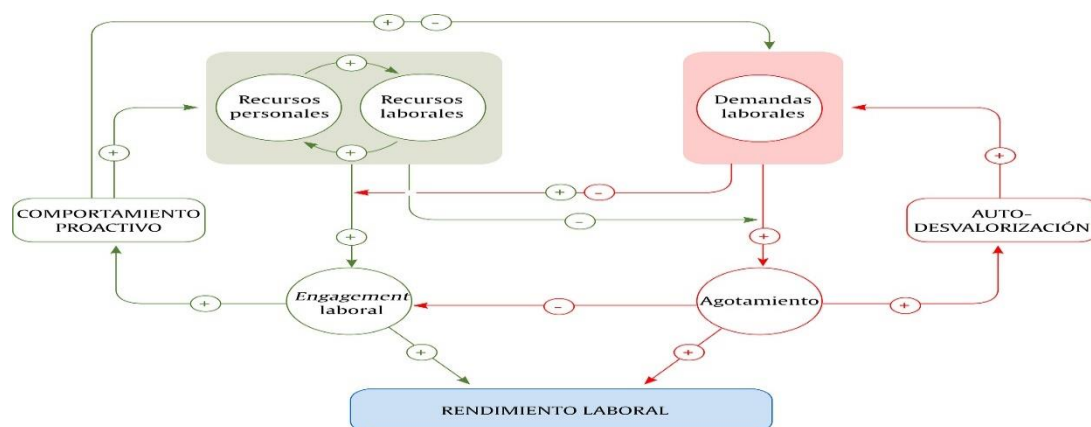 + −
+
Recursos
personales
Recursos
laborales
+
Demandas
laborales
+
+
+ −
−
COMPORTAMIENTO
PROACTIVO
AUTO-
DESVALORIZACIÓN
+
+
+
Engagement
laboral
−
Agotamiento
+
+
+
RENDIMIENTO LABORAL